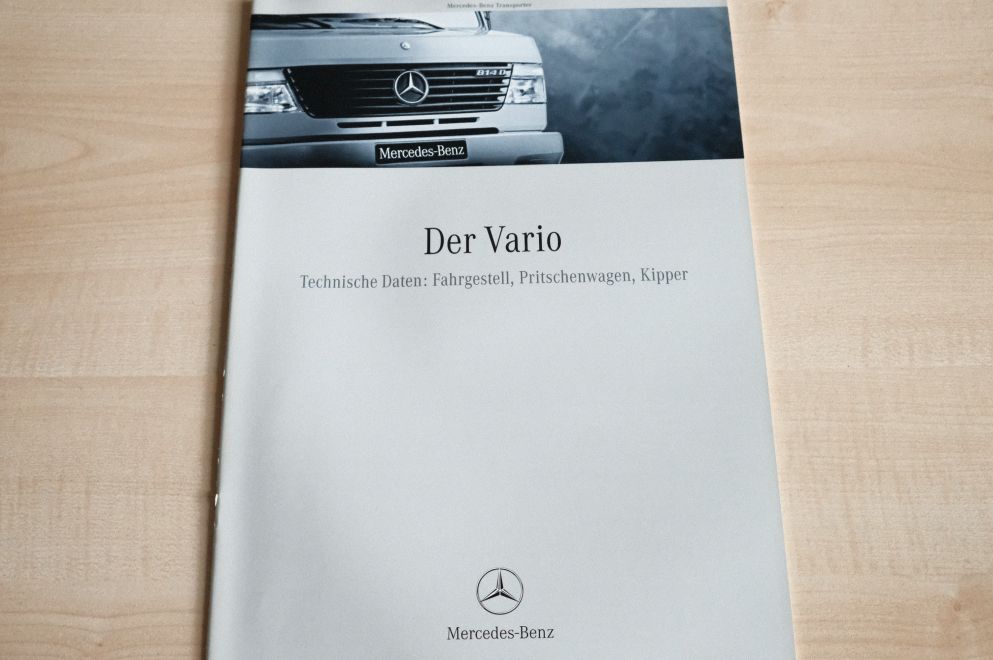 Mercedes-Benz Transporter
814 D
Mercedes-Benz
Der Vario
Technische Daten: Fahrgestell, Pritschenwagen, Kipper
Mercedes-Benz